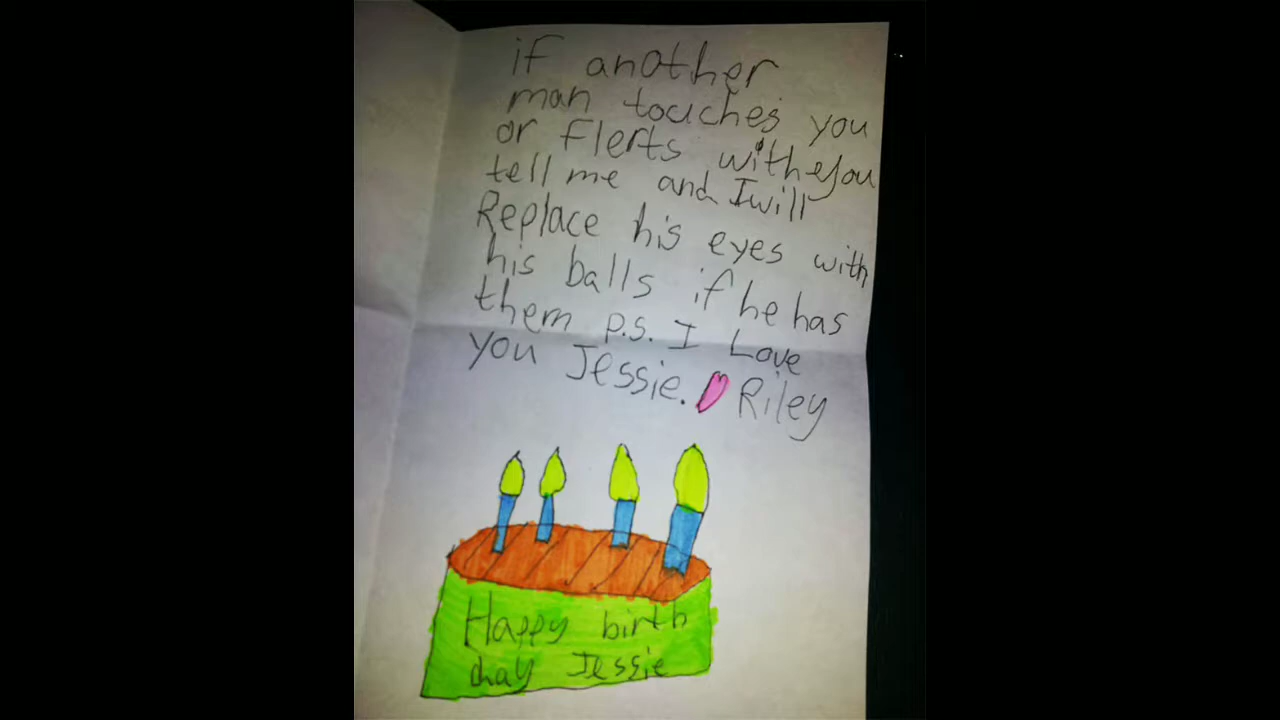 if another
man touches you
or flerts with you
tell me and I will
Replace his eyes with
his balls if he has
them p.s. I Love
you Jessie. Riley
Happy birth
day Jessie